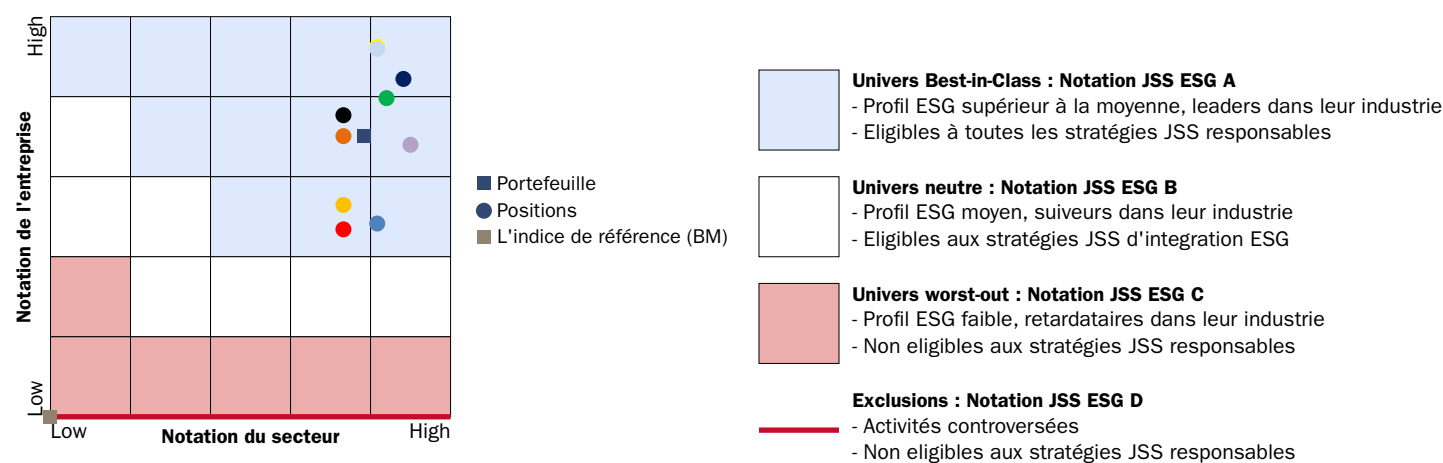 High
Notation de l'entreprise
Low
Low
Notation du secteur
High
Portefeuille
Positions
L'indice de référence (BM)
Univers Best-in-Class : Notation JSS ESG A
- Profil ESG supérieur à la moyenne, leaders dans leur industrie
- Eligibles à toutes les stratégies JSS responsables
Univers neutre : Notation JSS ESG B
- Profil ESG moyen, suiveurs dans leur industrie
- Eligibles aux stratégies JSS d'integration ESG
Univers worst-out : Notation JSS ESG C
- Profil ESG faible, retardataires dans leur industrie
- Non eligibles aux stratégies JSS responsables
Exclusions : Notation JSS ESG D
- Activités controversées
- Non eligibles aux stratégies JSS responsables